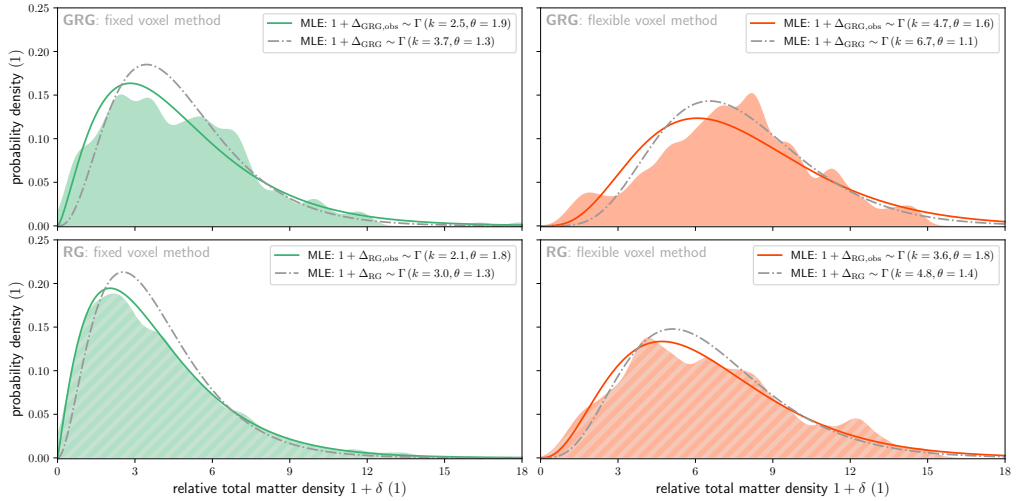 GRG: fixed voxel method
MLE: 1 + Δ_GRG,obs ∼ Γ (k = 2.5, θ = 1.9)
MLE: 1 + Δ_GRG ∼ Γ (k = 3.7, θ = 1.3)
0.25
0.20
0.15
0.10
0.05
0.00
probability density (1)
GRG: flexible voxel method
MLE: 1 + Δ_GRG,obs ∼ Γ (k = 4.7, θ = 1.6)
MLE: 1 + Δ_GRG ∼ Γ (k = 6.7, θ = 1.1)
RG: fixed voxel method
MLE: 1 + Δ_RG,obs ∼ Γ (k = 2.1, θ = 1.8)
MLE: 1 + Δ_RG ∼ Γ (k = 3.0, θ = 1.3)
0.25
0.20
0.15
0.10
0.05
0.00
probability density (1)
0 3 6 9 12 15 18
relative total matter density 1 + δ (1)
RG: flexible voxel method
MLE: 1 + Δ_RG,obs ∼ Γ (k = 3.6, θ = 1.8)
MLE: 1 + Δ_RG ∼ Γ (k = 4.8, θ = 1.4)
0 3 6 9 12 15 18
relative total matter density 1 + δ (1)